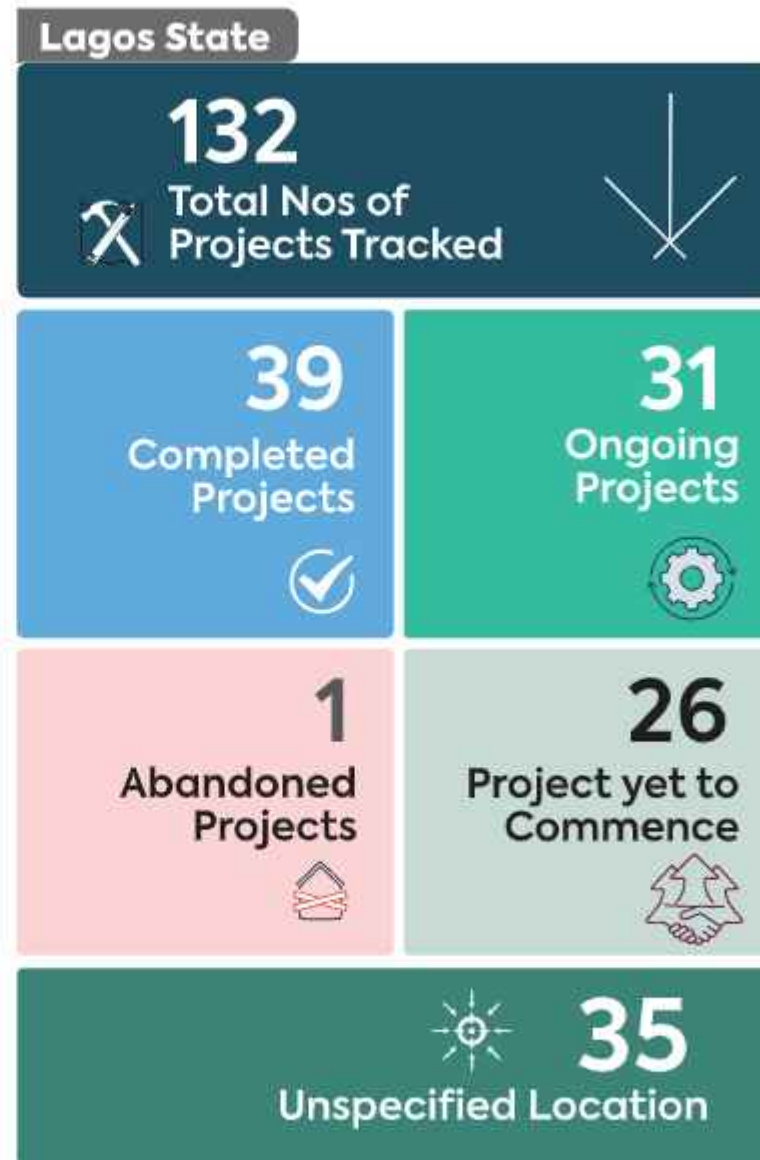 Lagos State
132
Total Nos of
Projects Tracked
39
Completed
Projects
31
Ongoing
Projects
1
Abandoned
Projects
26
Project yet to
Commence
35
Unspecified Location